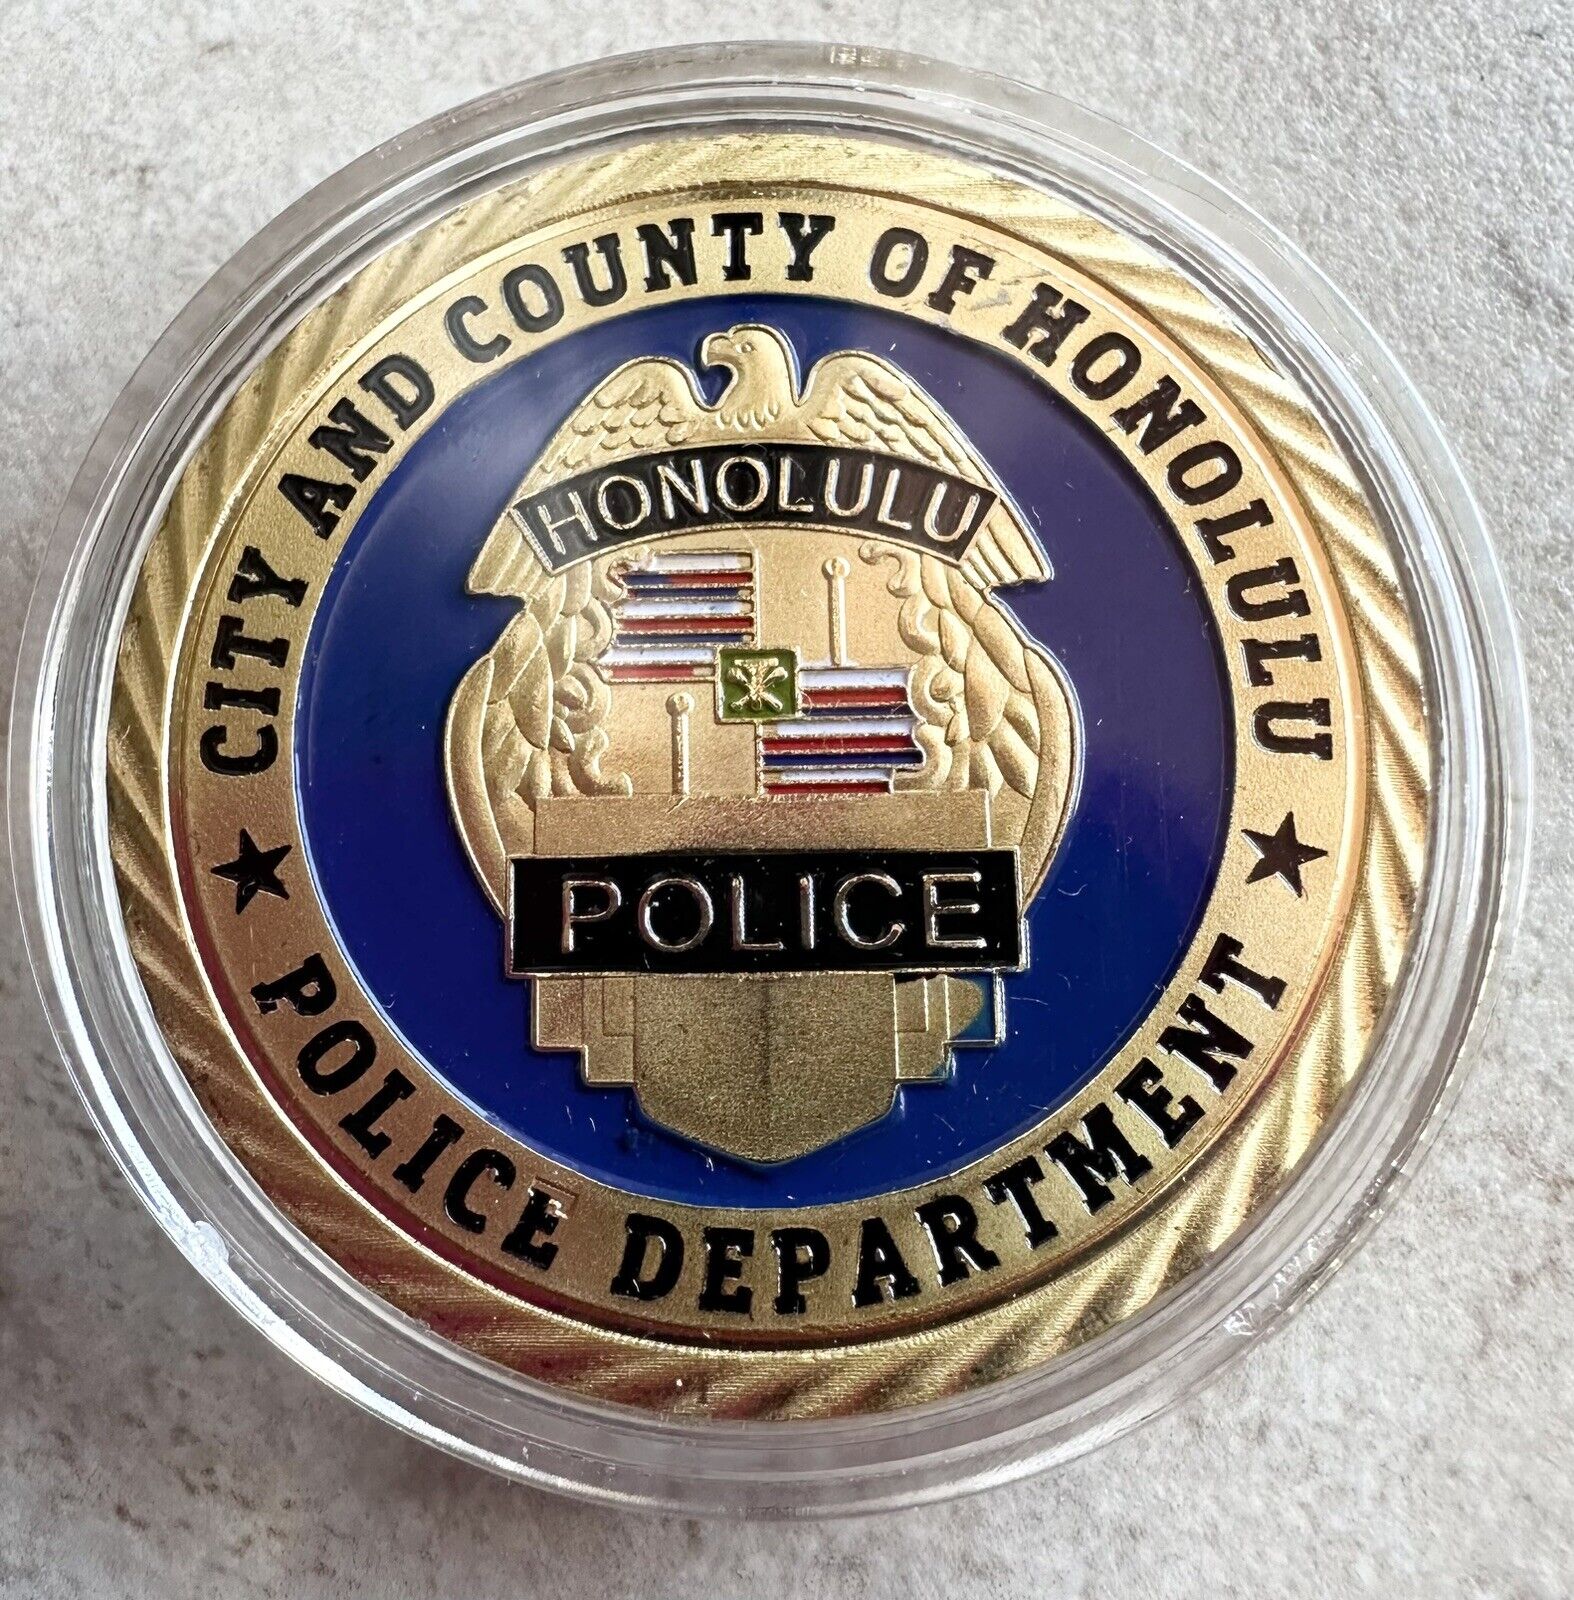 CITY AND COUNTY OF HONOLULU
HONOLULU
POLICE
POLICE DEPARTMENT